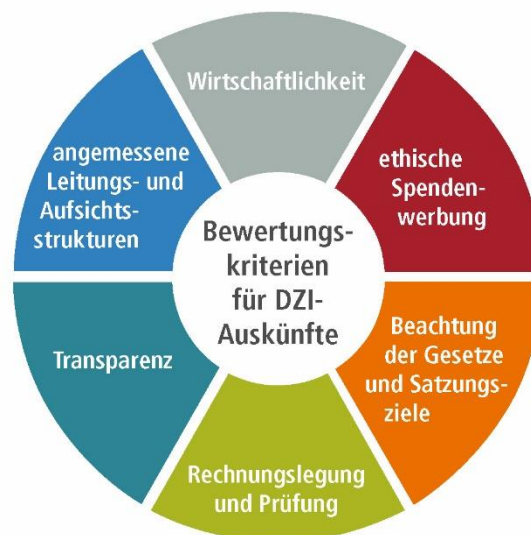 Wirtschaftlichkeit
ethische
Spenden-
werbung
Beachtung
der Gesetze
und Satzungs-
ziele
Rechnungslegung
und Prüfung
Transparenz
angemessene
Leitungs- und
Aufsichts-
strukturen
Bewertungs-
kriterien
für DZI-
Auskünfte